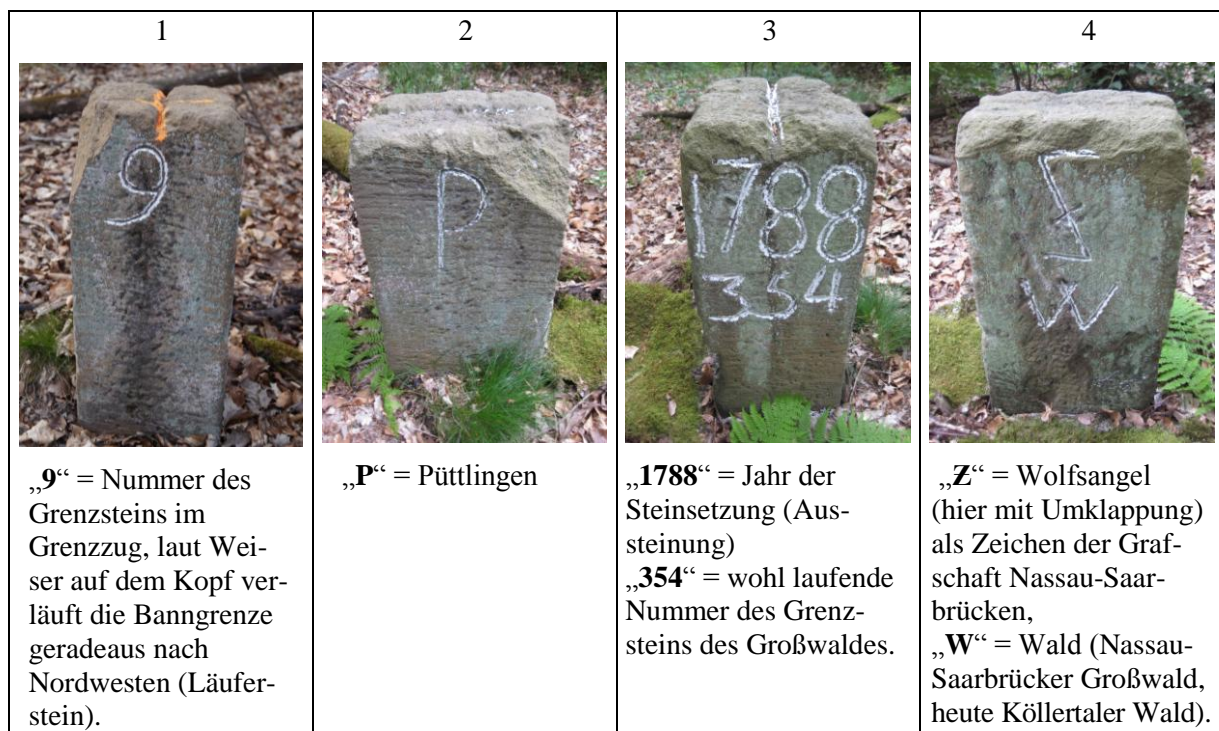 1
2
3
4
9
P
1788
354
Z
W
„9“ = Nummer des
Grenzsteins im
Grenzzug, laut Wei-
ser auf dem Kopf ver-
läuft die Banngrenze
geradeaus nach
Nordwesten (Läufer-
stein).
„P“ = Püttlingen
„1788“ = Jahr der
Steinsetzung (Aus-
steinung)
„354“ = wohl laufende
Nummer des Grenz-
steins des Großwaldes.
„Z“ = Wolfsangel
(hier mit Umklappung)
als Zeichen der Graf-
schaft Nassau-Saar-
brücken,
„W“ = Wald (Nassau-
Saarbrücker Großwald,
heute Köllertaler Wald).